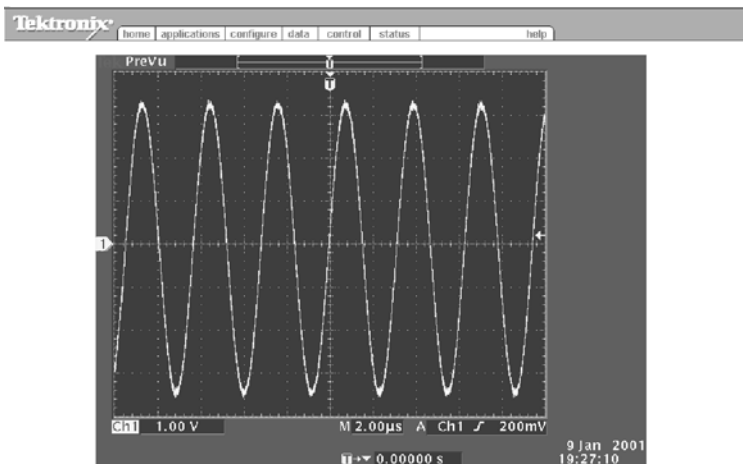 Tektronix
home applications configure data control status help
PreVu
U
T
1
Ch1 1.00 V M 2.00µs A Ch1 200mV
T 0.00000 s
9 Jan 2001
19:27:10